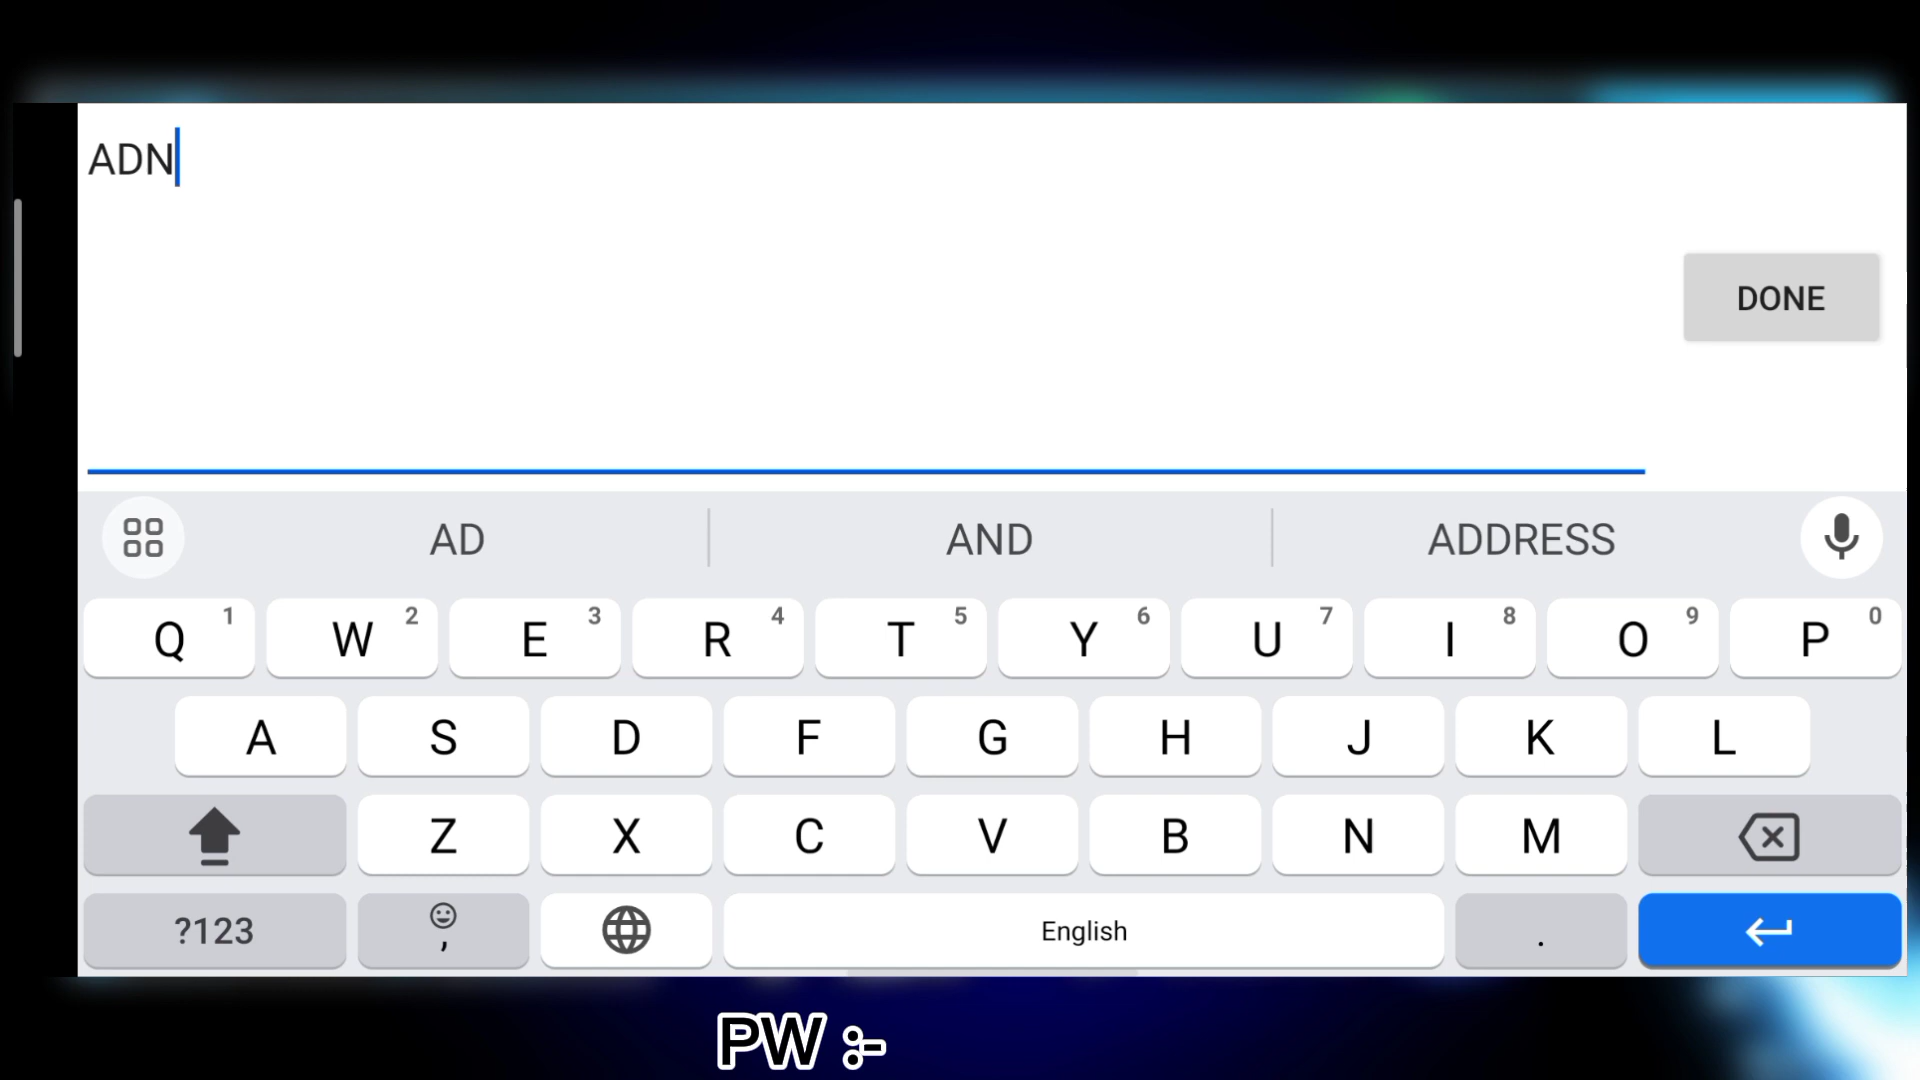 ADN
DONE
AD AND ADDRESS
Q 1 W 2 E 3 R 4 T 5 Y 6 U 7 I 8 O 9 P 0
A S D F G H J K L
Z X C V B N M
?123 , English .
PW :-